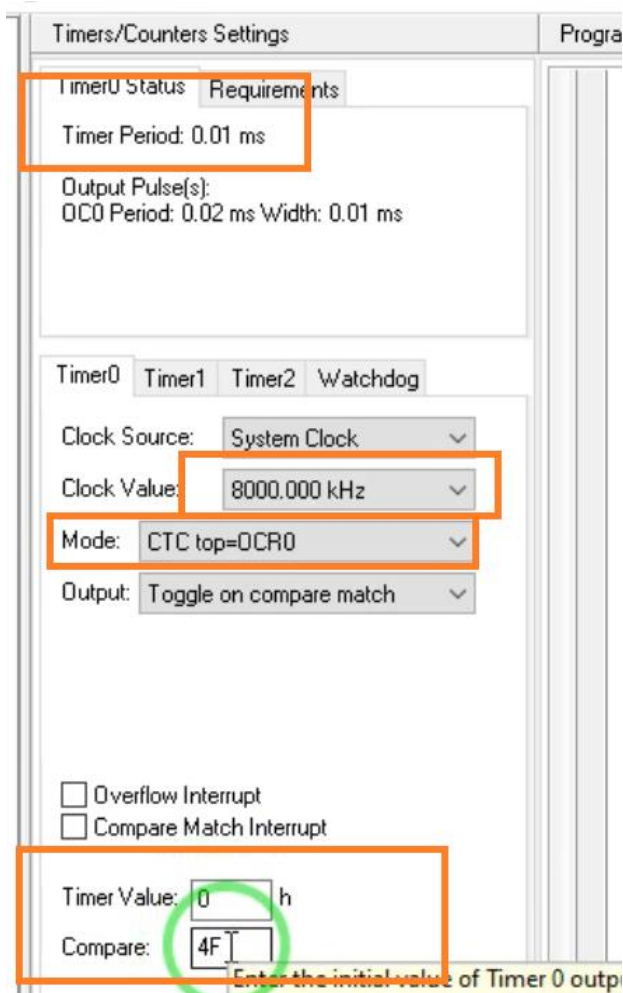 Timers/Counters Settings
Progra
Timer0 Status Requirements
Timer Period: 0.01 ms
Output Pulse(s):
OC0 Period: 0.02 ms Width: 0.01 ms
Timer0 Timer1 Timer2 Watchdog
Clock Source: System Clock
Clock Value: 8000.000 kHz
Mode: CTC top=OCR0
Output: Toggle on compare match
Overflow Interrupt
Compare Match Interrupt
Timer Value: 0 h
Compare: 4F
Enter the initial value of Timer 0 outp